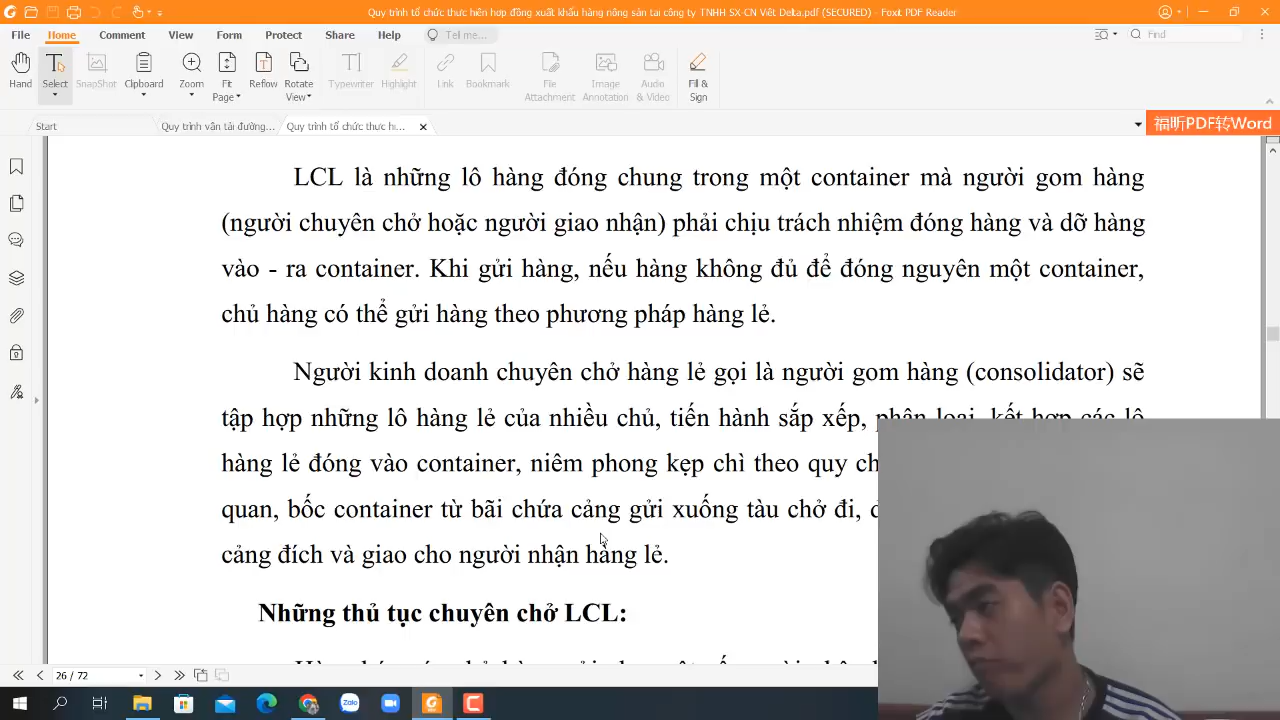 Quy trình tổ chức thực hiên hợp đồng xuất khẩu hàng nông sản tại công ty TNHH SX-CN Việt Delta.pdf (SECURED) - Foxit PDF Reader
File Home Comment View Form Protect Share Help Tell me... Find
Hand Select SnapShot Clipboard Zoom Fit Page Reflow Rotate View Typewriter Highlight Link Bookmark File Attachment Image Annotation Audio & Video Fill & Sign
Start Quy trình vận tải đường... Quy trình tổ chức thực hi... 福昕PDF转Word
LCL là những lô hàng đóng chung trong một container mà người gom hàng
(người chuyên chở hoặc người giao nhận) phải chịu trách nhiệm đóng hàng và dỡ hàng
vào - ra container. Khi gửi hàng, nếu hàng không đủ để đóng nguyên một container,
chủ hàng có thể gửi hàng theo phương pháp hàng lẻ.
Người kinh doanh chuyên chở hàng lẻ gọi là người gom hàng (consolidator) sẽ
tập hợp những lô hàng lẻ của nhiều chủ, tiến hành sắp xếp, phân loại, kết hợp các lô
hàng lẻ đóng vào container, niêm phong kẹp chì theo quy
quan, bốc container từ bãi chứa cảng gửi xuống tàu chở đi,
cảng đích và giao cho người nhận hàng lẻ.
Những thủ tục chuyên chở LCL:
26 / 72
Zalo